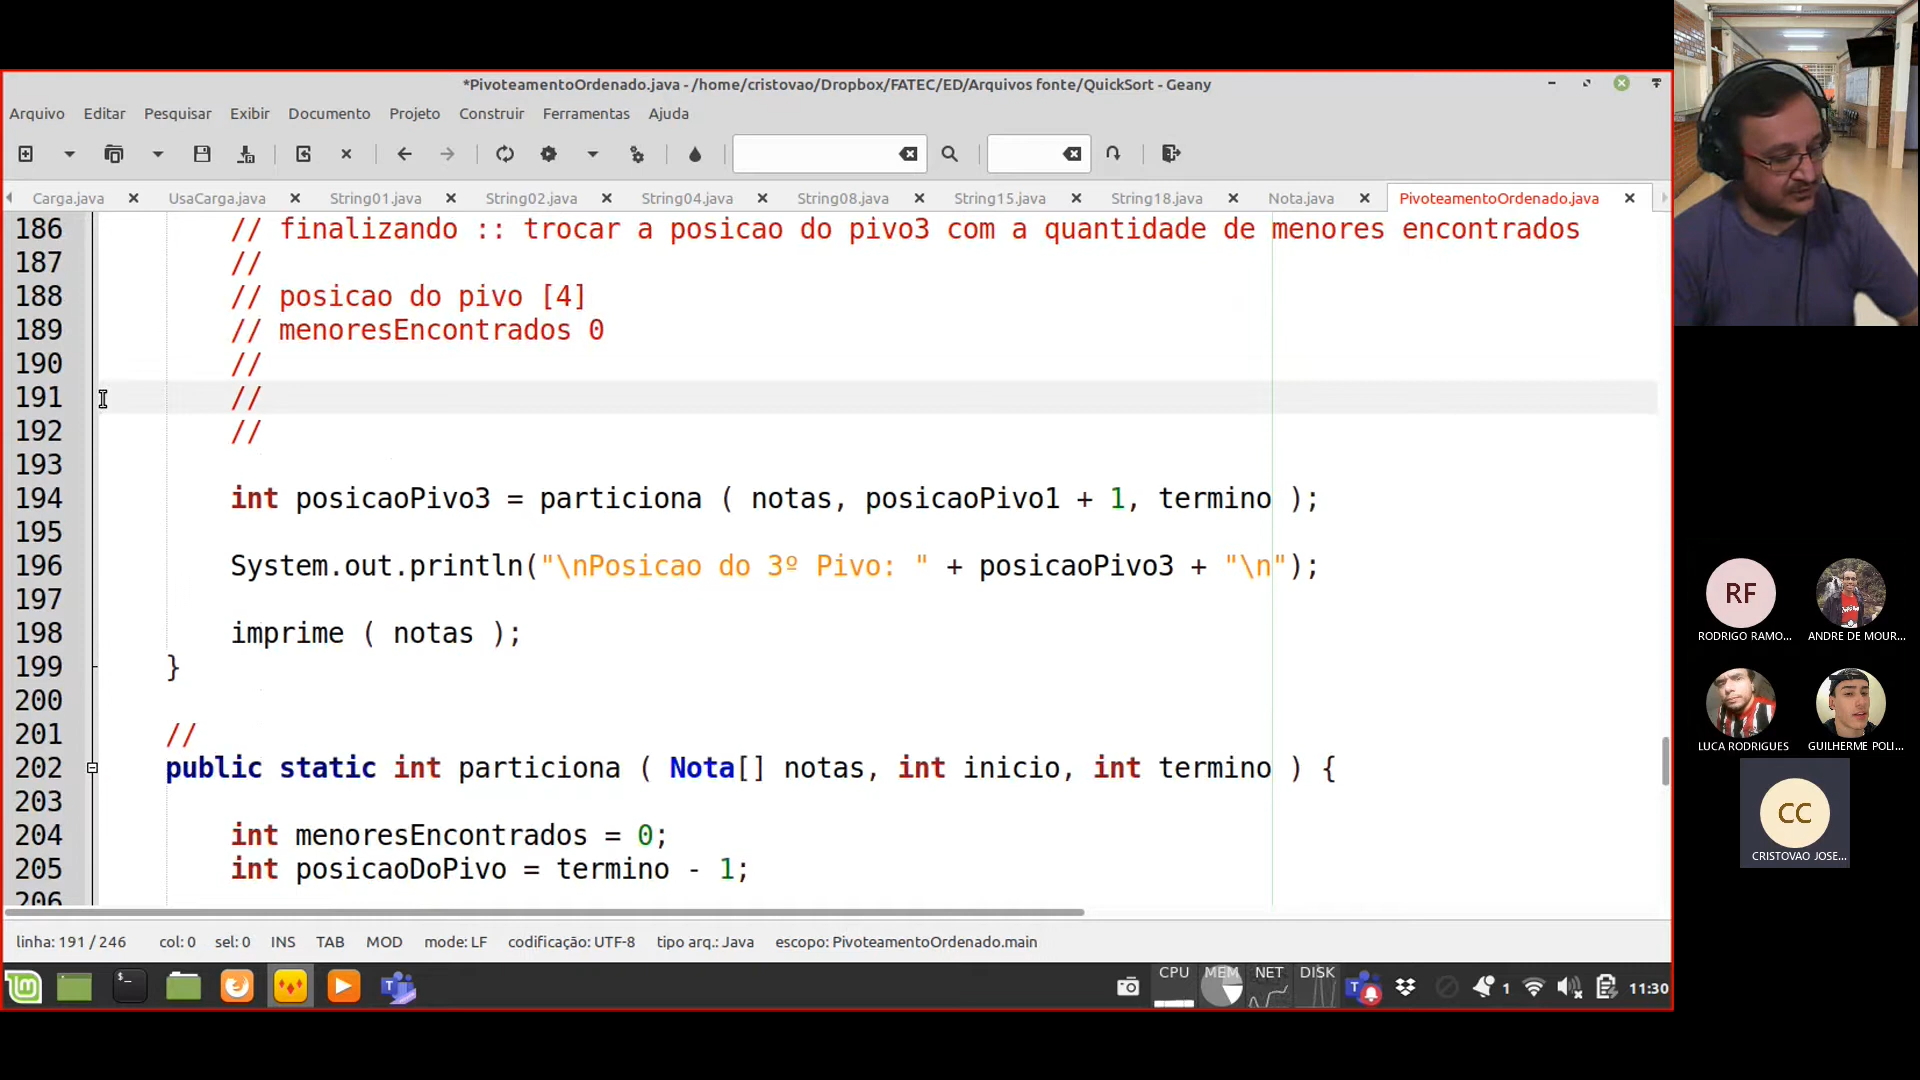 *PivoteamentoOrdenado.java - /home/cristovao/Dropbox/FATEC/ED/Arquivos fonte/QuickSort - Geany
Arquivo Editar Pesquisar Exibir Documento Projeto Construir Ferramentas Ajuda
Carga.java UsaCarga.java String01.java String02.java String04.java String08.java String15.java String18.java Nota.java PivoteamentoOrdenado.java
186 // finalizando :: trocar a posicao do pivo3 com a quantidade de menores encontrados
187 //
188 // posicao do pivo [4]
189 // menoresEncontrados 0
190 //
191 //
192 //
193
194 int posicaoPivo3 = particiona ( notas, posicaoPivo1 + 1, termino );
195
196 System.out.println("\nPosicao do 3º Pivo: " + posicaoPivo3 + "\n");
197
198 imprime ( notas );
199 }
200
201 //
202 public static int particiona ( Nota[] notas, int inicio, int termino ) {
203
204 int menoresEncontrados = 0;
205 int posicaoDoPivo = termino - 1;
206
linha: 191 / 246 col: 0 sel: 0 INS TAB MOD mode: LF codificação: UTF-8 tipo arq.: Java escopo: PivoteamentoOrdenado.main
CPU MEM NET DISK 1 11:30
RF
RODRIGO RAMO... ANDRE DE MOUR...
LUCA RODRIGUES GUILHERME POLI...
CC
CRISTOVAO JOSE...